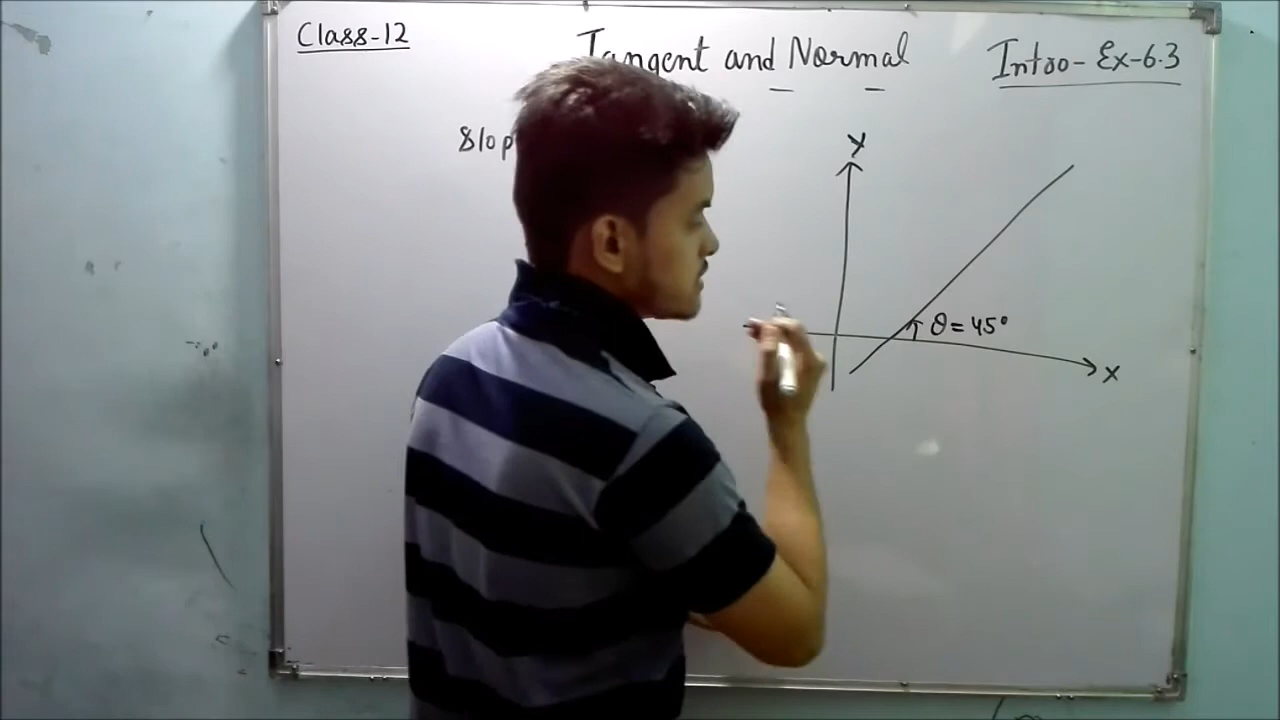 Class-12
Tangent and Normal
Intro- Ex-6.3
Slop
y
θ = 45°
x